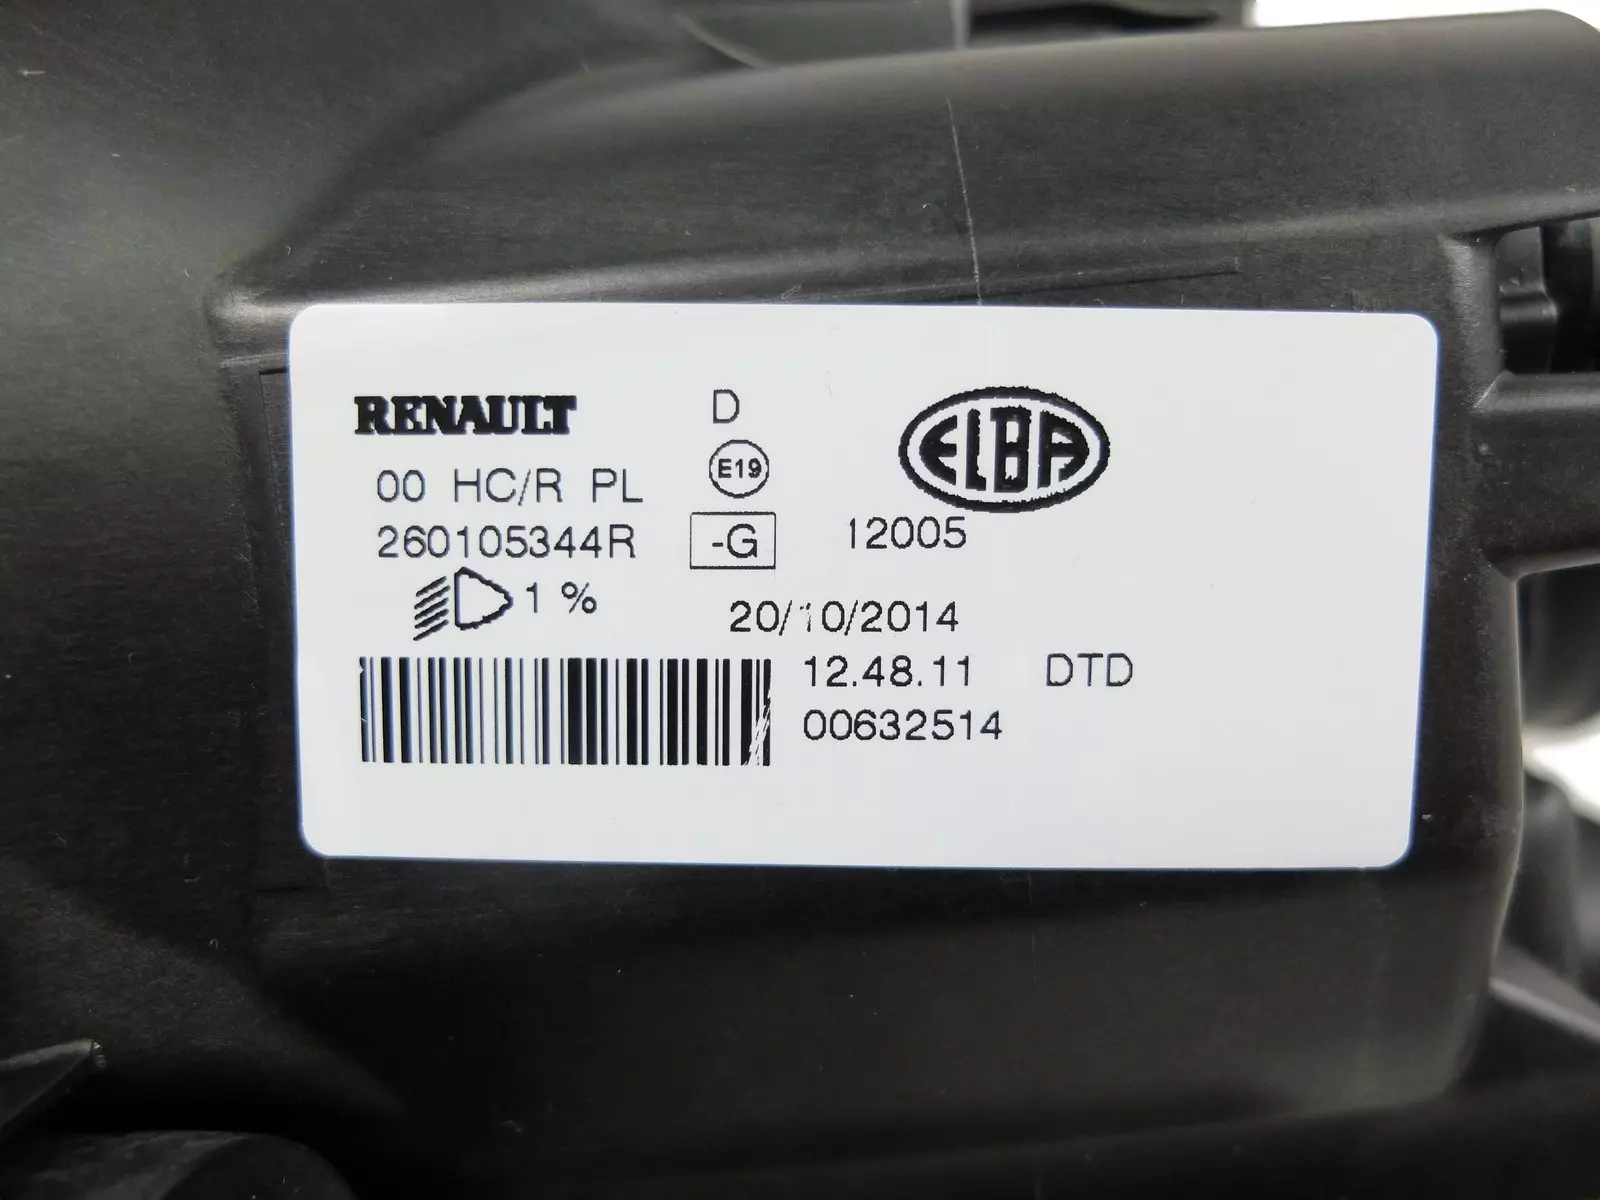 RENAULT
D
ELBA
E19
00 HC/R PL
260105344R
-G
12005
1 %
20/10/2014
12.48.11 DTD
00632514